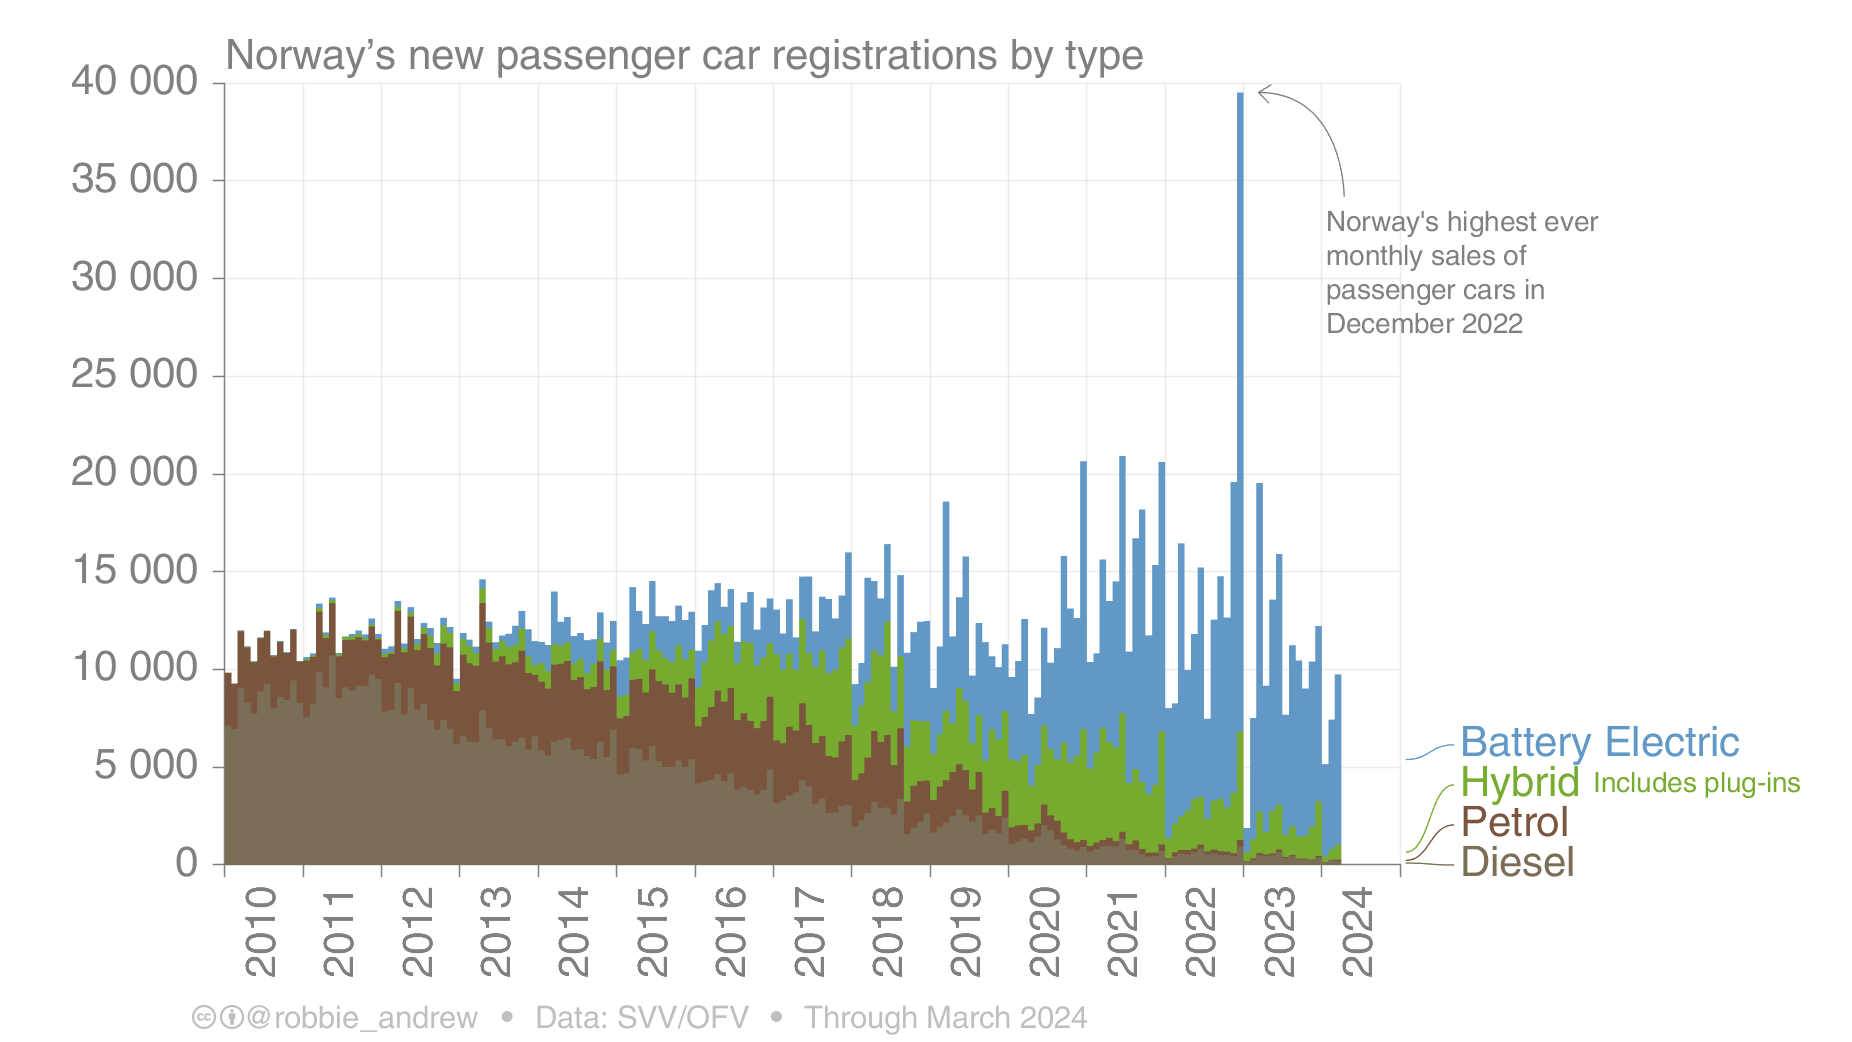 Norway’s new passenger car registrations by type
40 000
35 000
30 000
25 000
20 000
15 000
10 000
5 000
0
Norway's highest ever
monthly sales of
passenger cars in
December 2022
Battery Electric
Hybrid Includes plug-ins
Petrol
Diesel
2010
2011
2012
2013
2014
2015
2016
2017
2018
2019
2020
2021
2022
2023
2024
cc @robbie_andrew • Data: SVV/OFV • Through March 2024